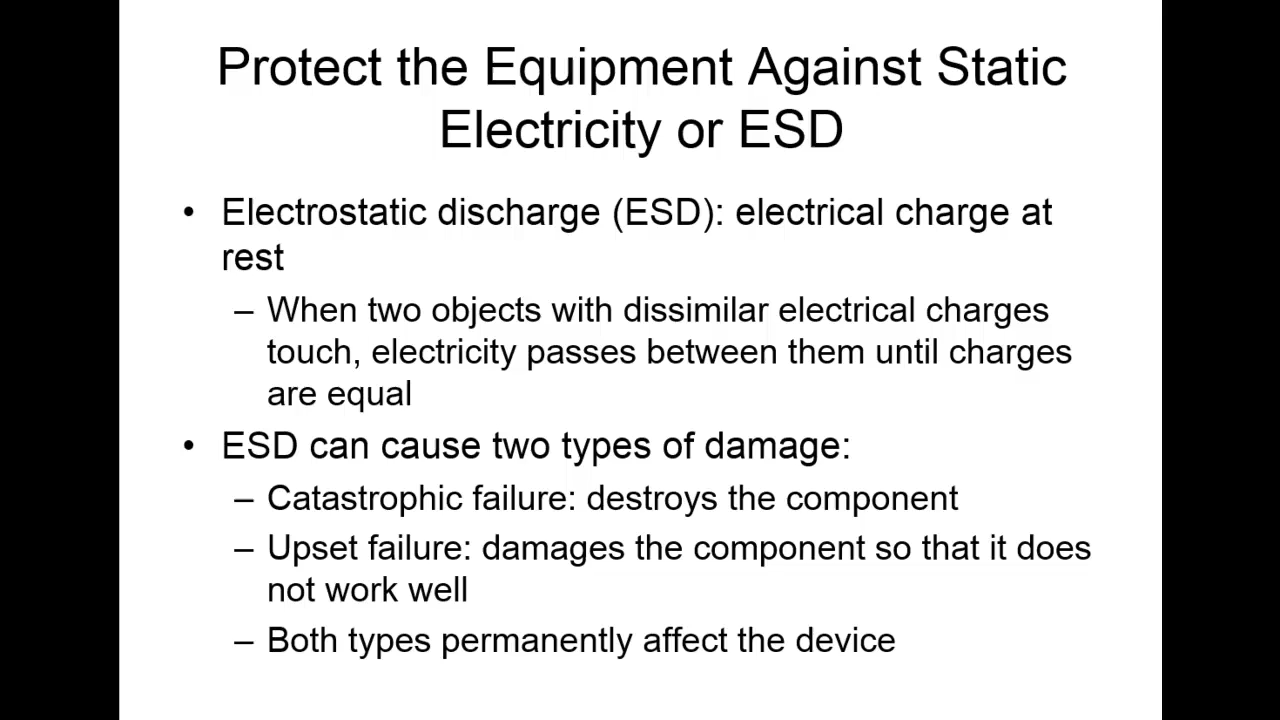 Protect the Equipment Against Static
Electricity or ESD
• Electrostatic discharge (ESD): electrical charge at
rest
– When two objects with dissimilar electrical charges
touch, electricity passes between them until charges
are equal
• ESD can cause two types of damage:
– Catastrophic failure: destroys the component
– Upset failure: damages the component so that it does
not work well
– Both types permanently affect the device